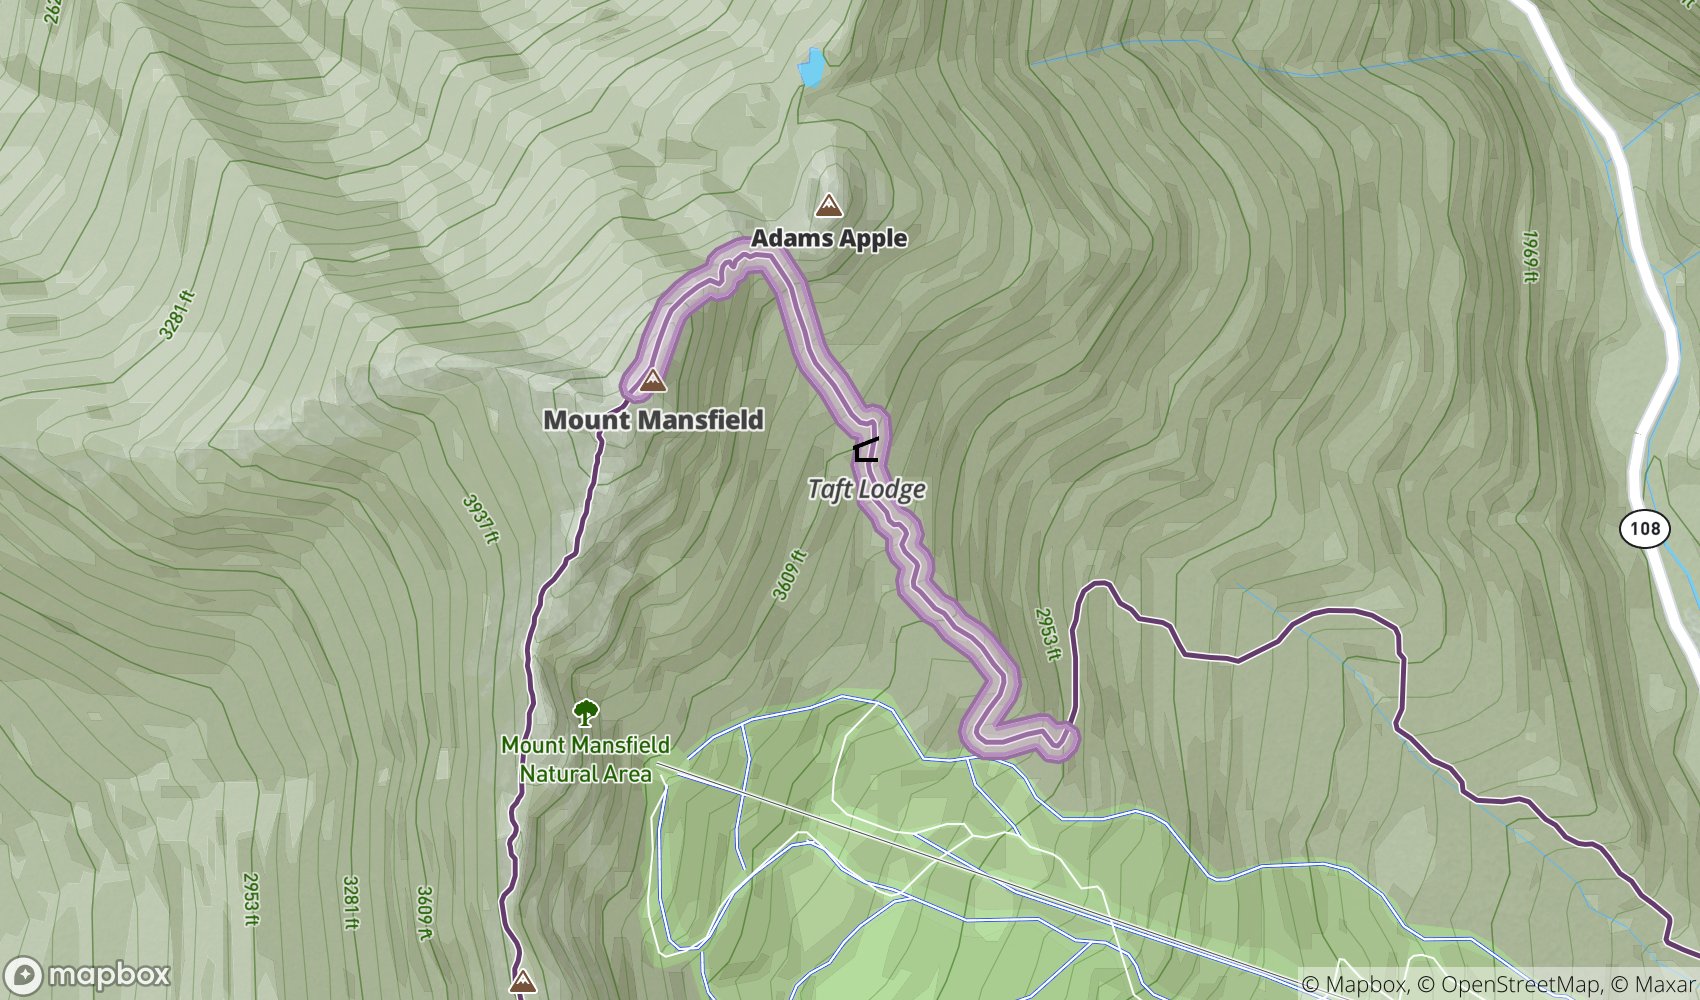 Adams Apple
1969 ft
3281 ft
Mount Mansfield
Taft Lodge
3937 ft
108
3609 ft
2953 ft
Mount Mansfield
Natural Area
2953 ft
3281 ft
3609 ft
mapbox
© Mapbox, © OpenStreetMap, © Maxar